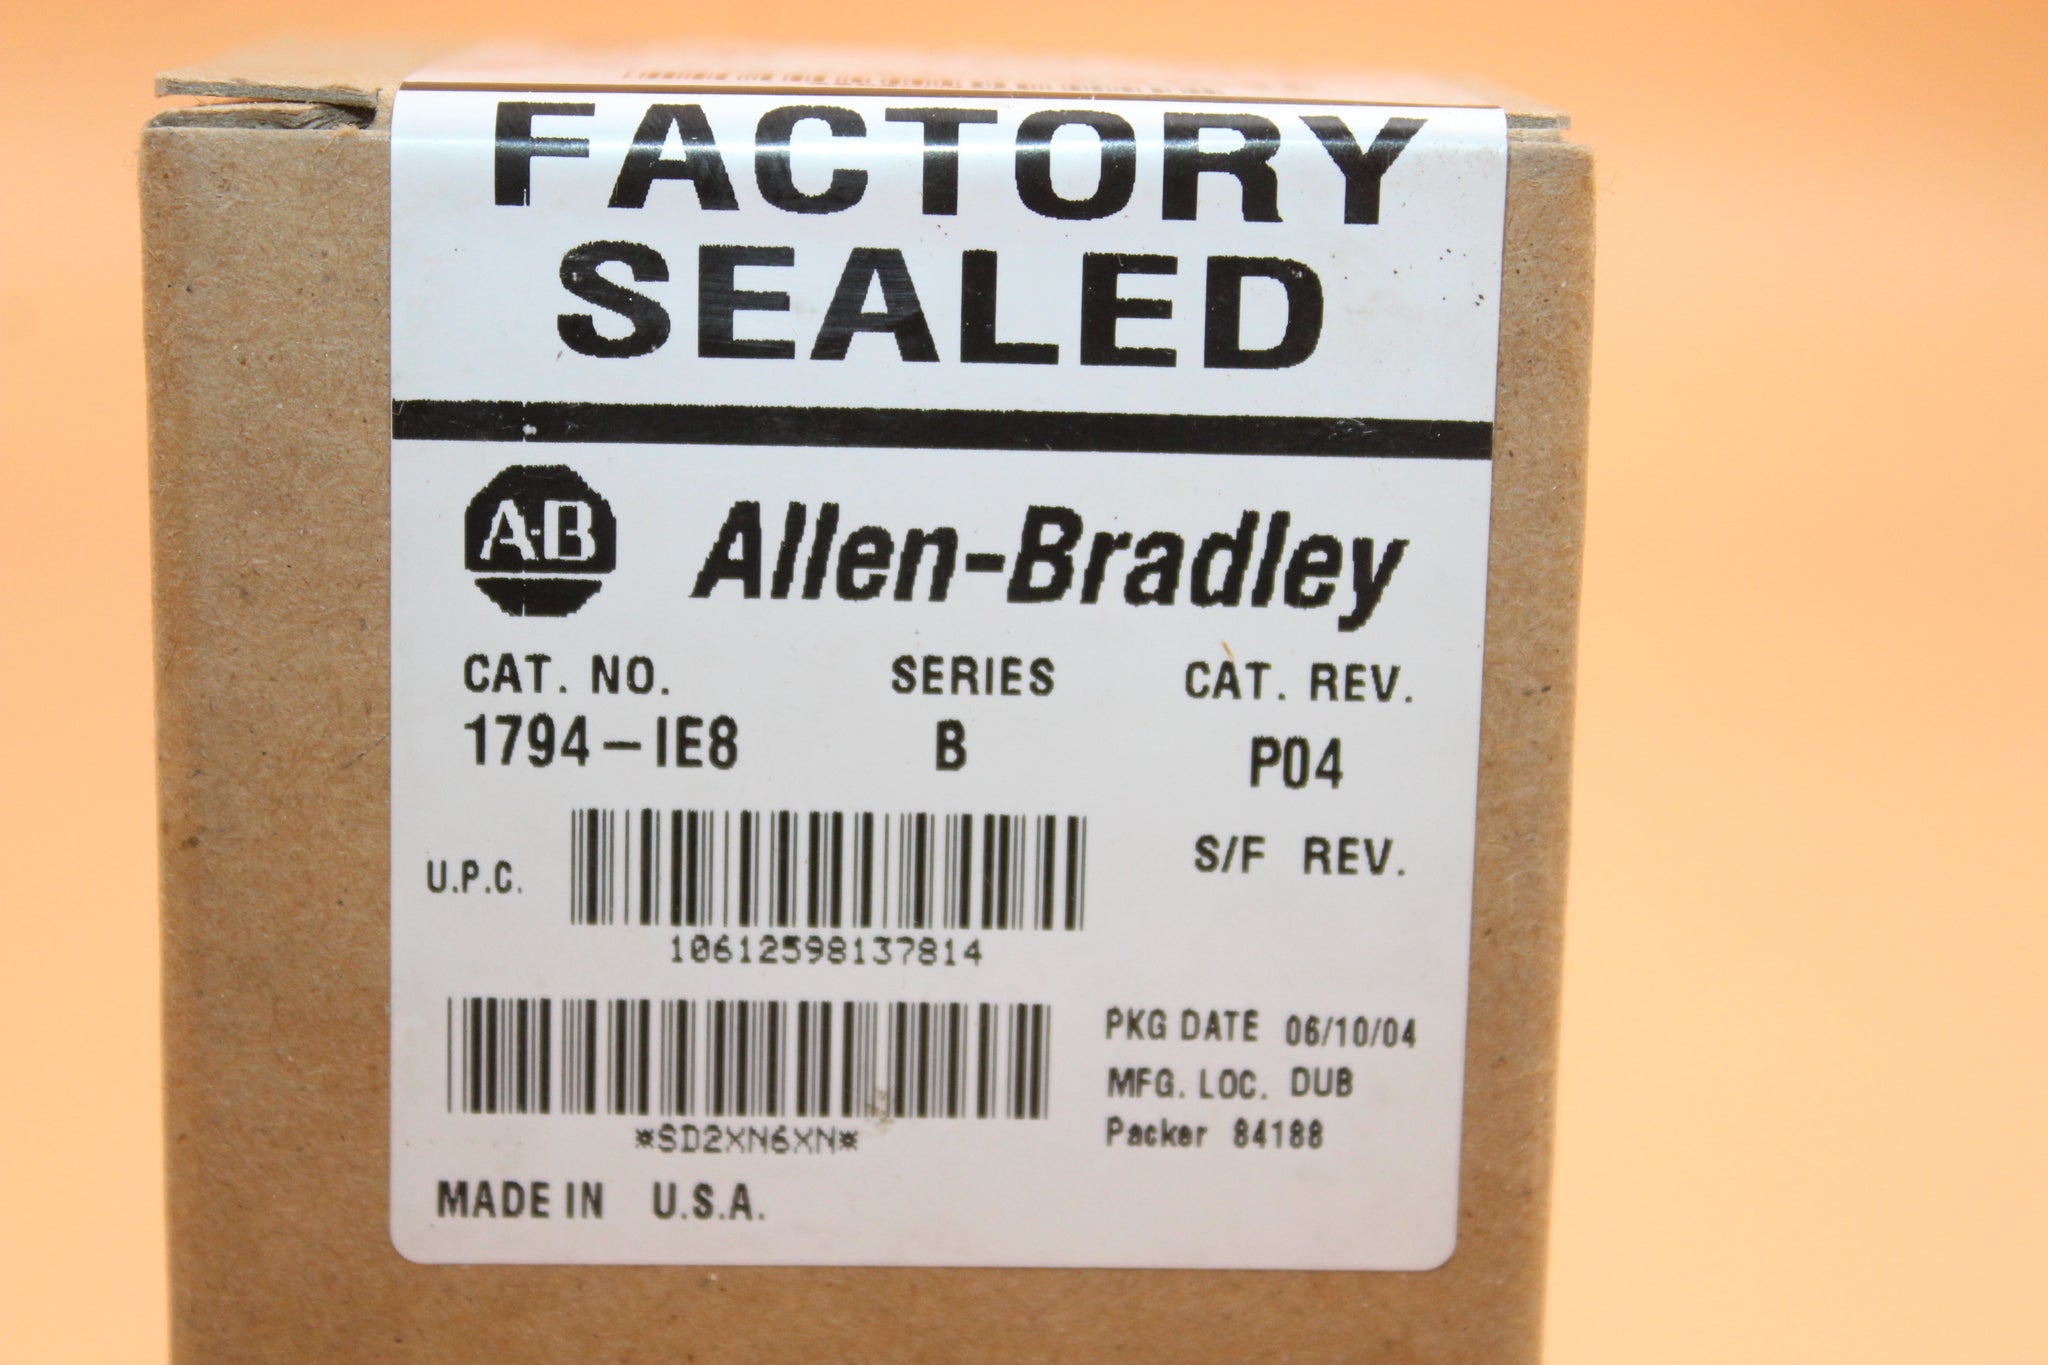 FACTORY
SEALED
A-B Allen-Bradley
CAT. NO. SERIES CAT. REV.
1794-IE8 B P04
S/F REV.
U.P.C.
10612598137814
PKG DATE 06/10/04
MFG. LOC. DUB
Packer 84188
*SD2XN6XN*
MADE IN U.S.A.